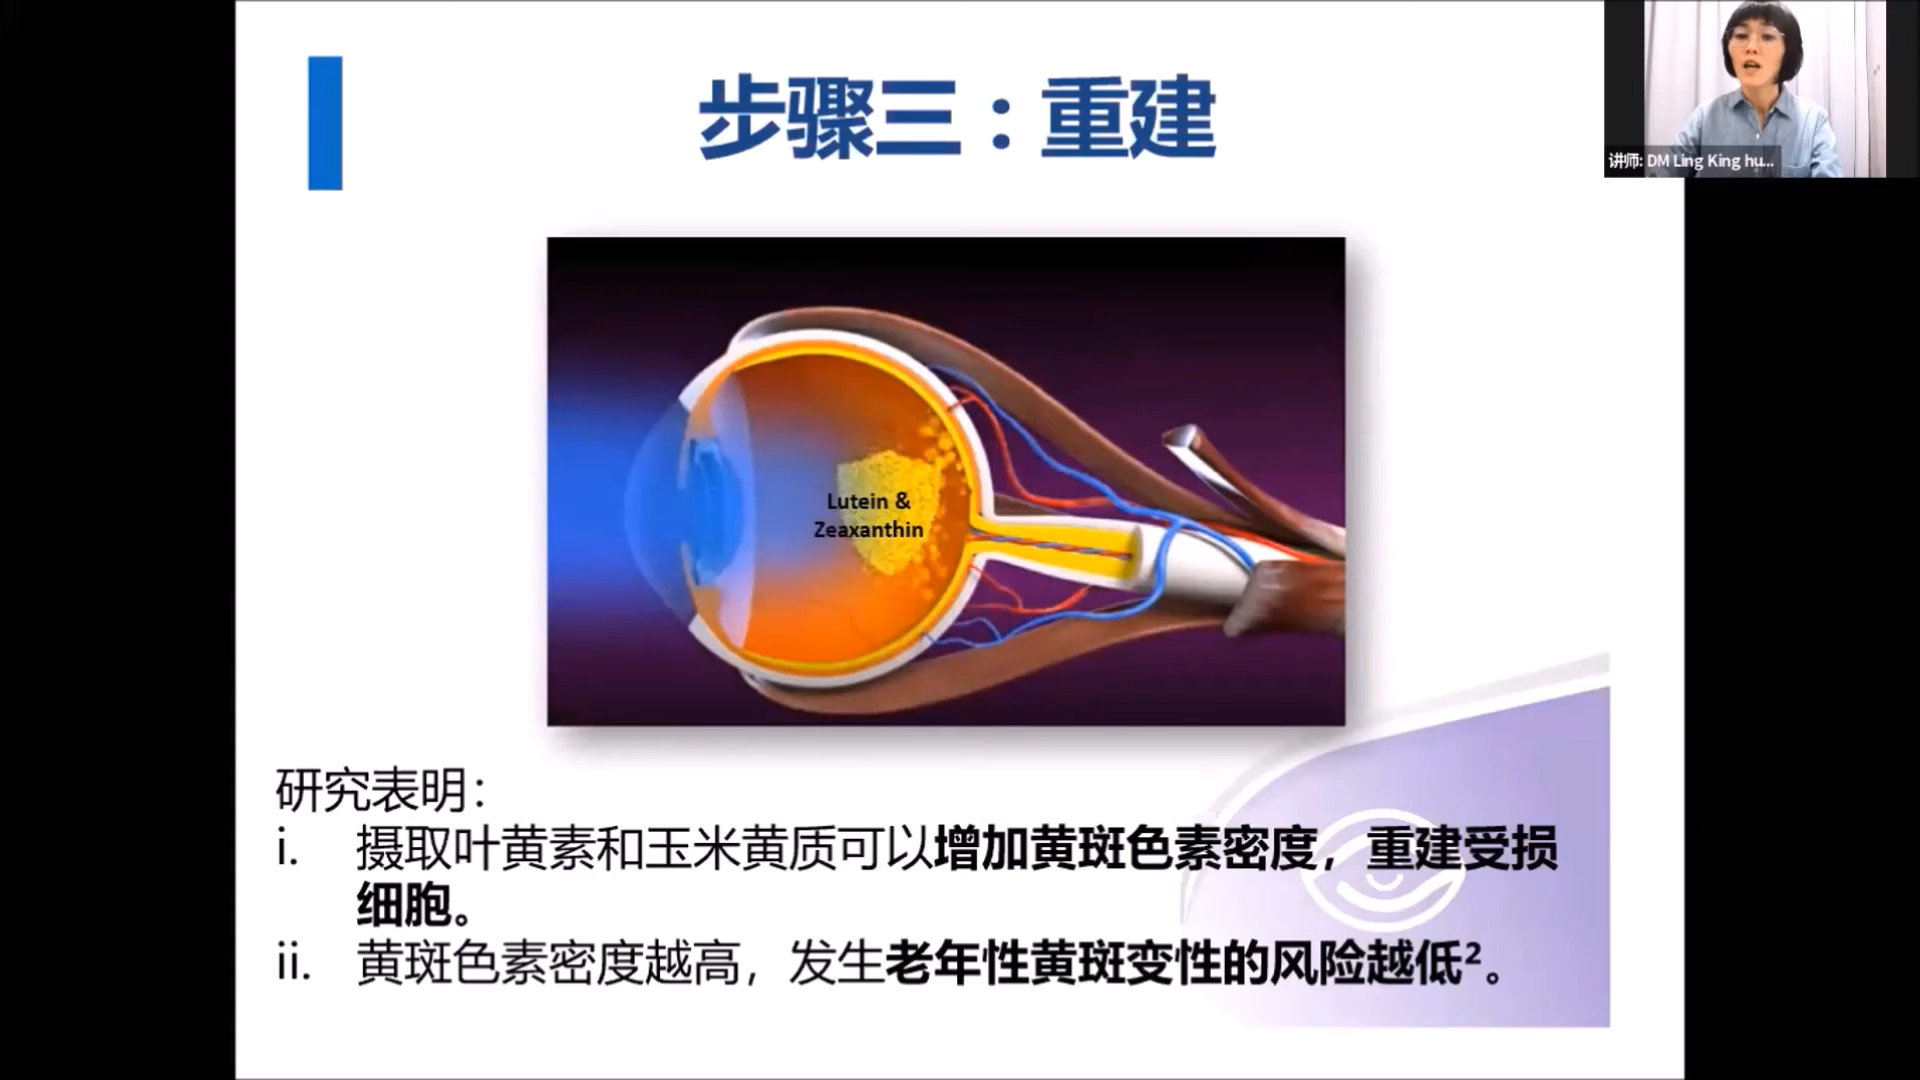 步骤三：重建
讲师: DM Ling King hu...
Lutein &
Zeaxanthin
研究表明：
i. 摄取叶黄素和玉米黄质可以增加黄斑色素密度，重建受损
细胞。
ii. 黄斑色素密度越高，发生老年性黄斑变性的风险越低²。